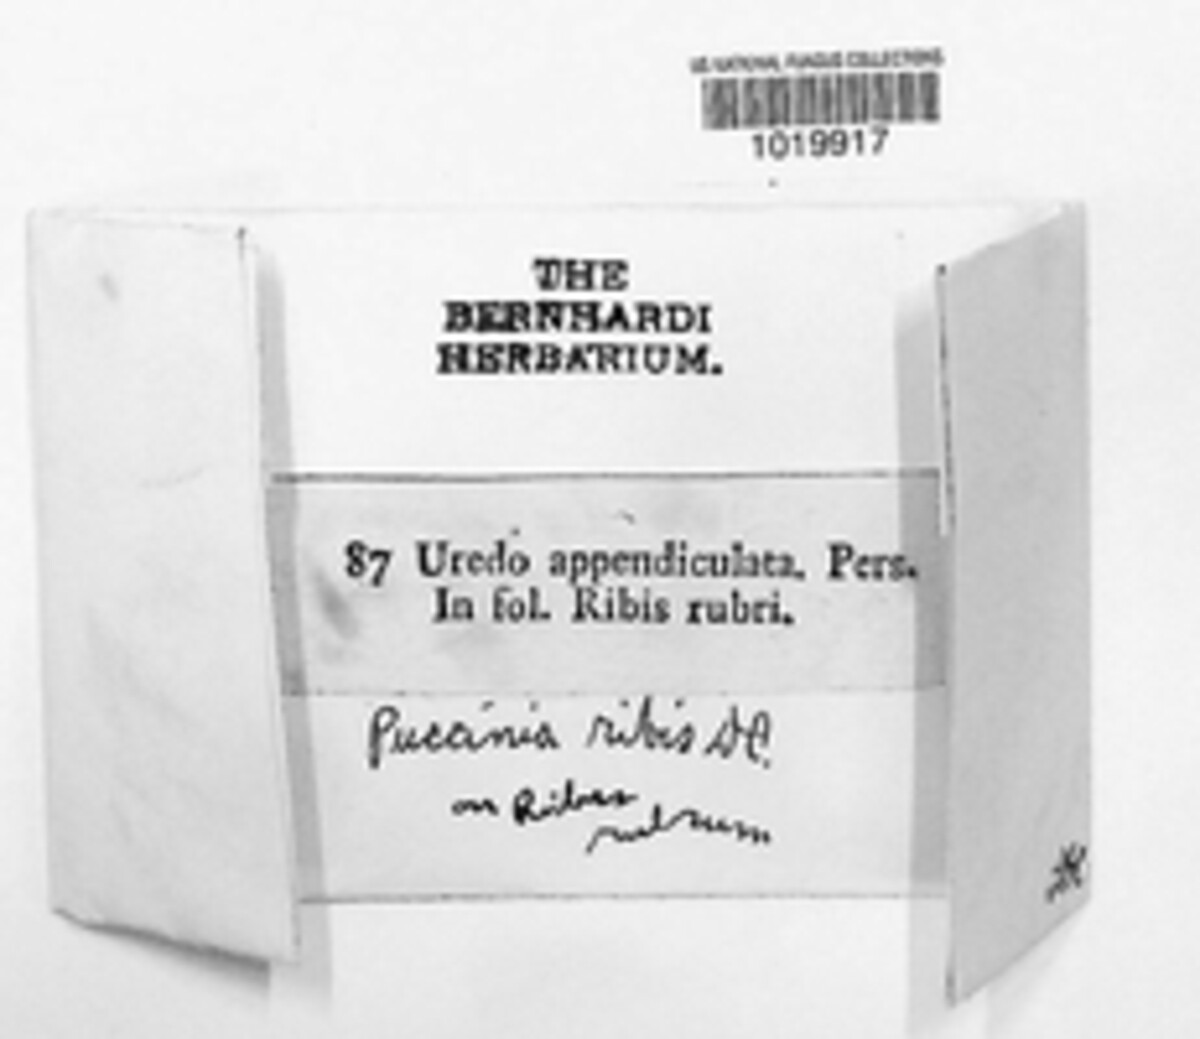 US NATIONAL FUNGUS COLLECTIONS
1019917
THE
BERNHARDI
HERBARIUM.
87 Uredo appendiculata. Pers.
In fol. Ribis rubri.
Puccinia ribis DC.
on Ribes
rubrum